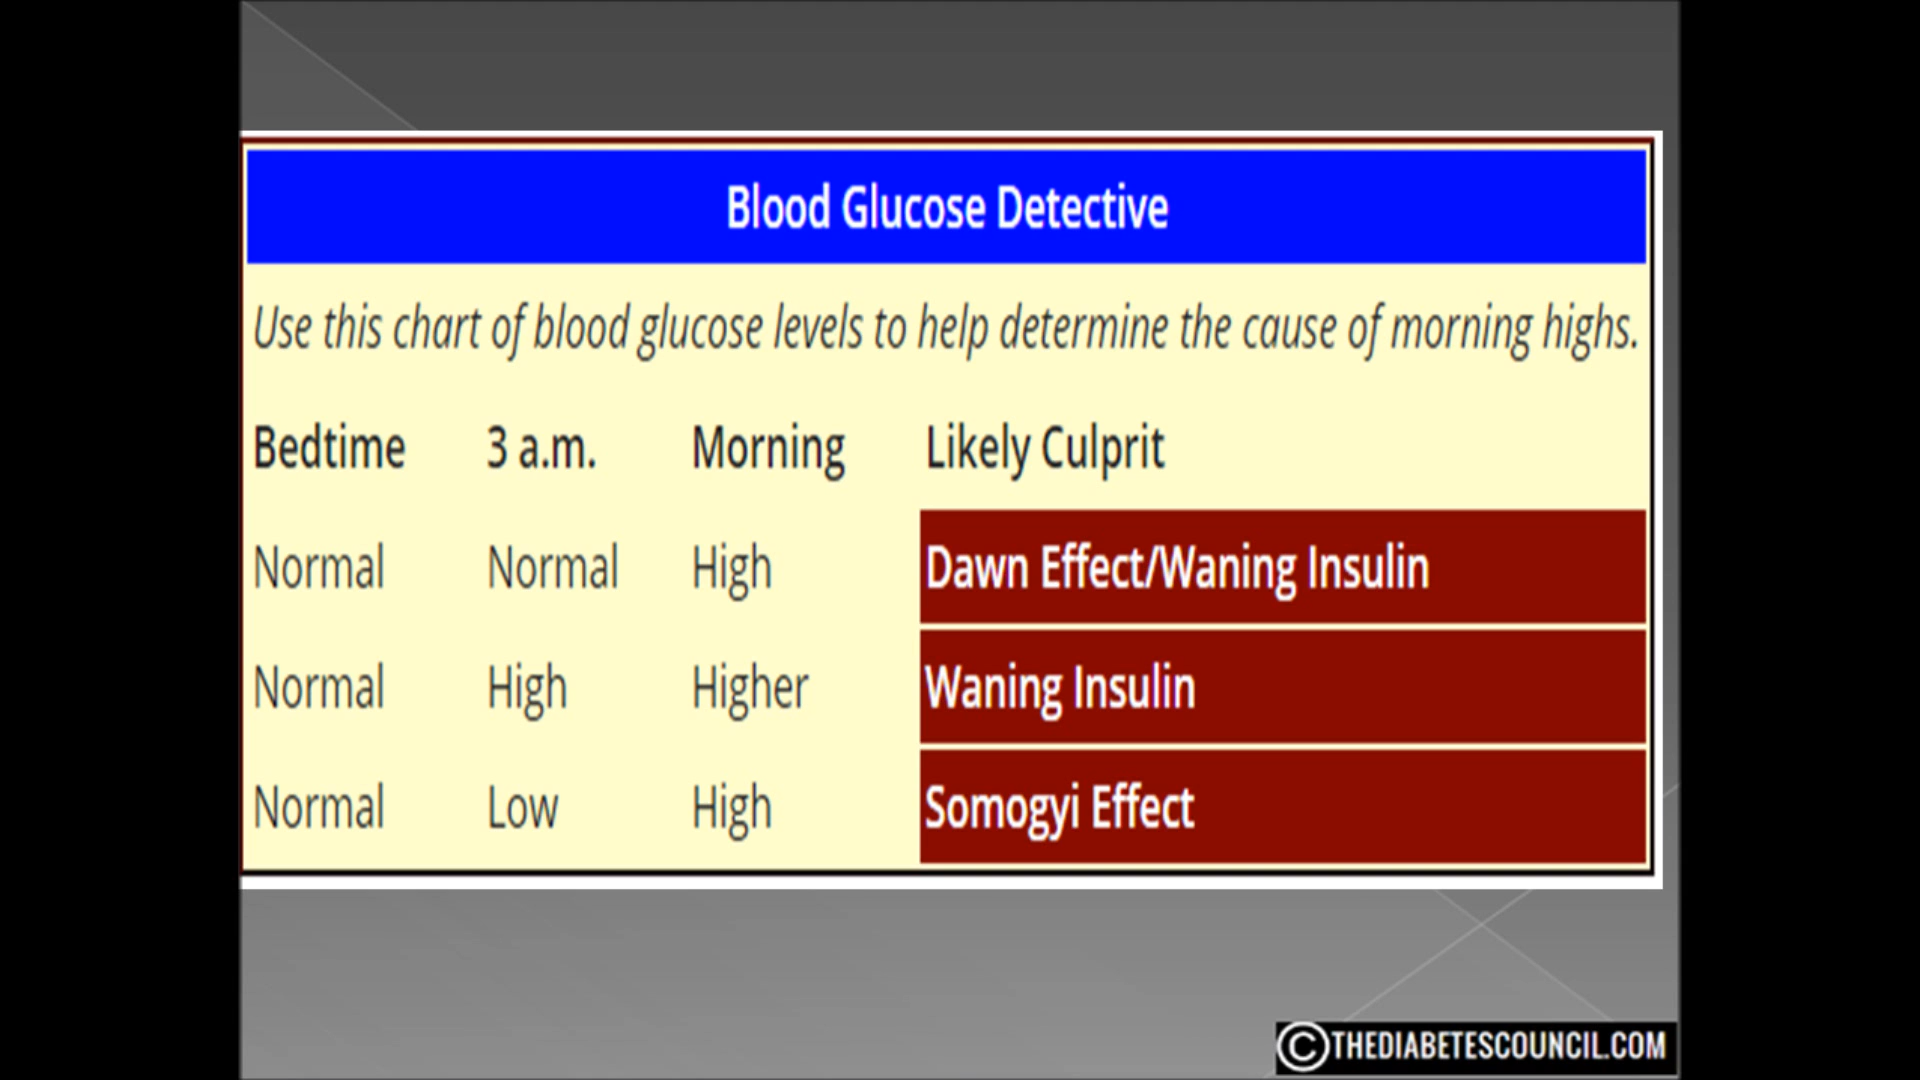 Blood Glucose Detective
Use this chart of blood glucose levels to help determine the cause of morning highs.
Bedtime 3 a.m. Morning Likely Culprit
Normal Normal High Dawn Effect/Waning Insulin
Normal High Higher Waning Insulin
Normal Low High Somogyi Effect
©THEDIABETESCOUNCIL.COM